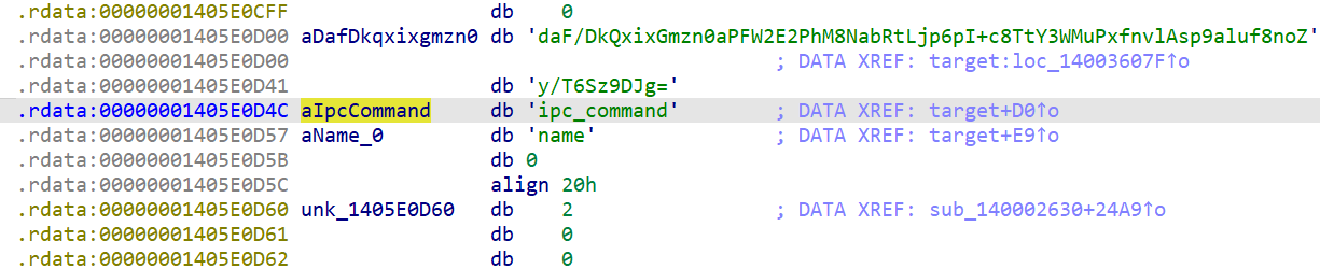 .rdata:00000001405E0CFF db 0
.rdata:00000001405E0D00 aDafDkqxixgmzn0 db 'daF/DkQxixGmzn0aPFW2E2PhM8NabRtLjp6pI+c8TtY3WMuPxfnvlAsp9aluf8noZ'
.rdata:00000001405E0D00 ; DATA XREF: target:loc_14003607F↑o
.rdata:00000001405E0D41 db 'y/T6Sz9DJg='
.rdata:00000001405E0D4C aIpcCommand db 'ipc_command' ; DATA XREF: target+D0↑o
.rdata:00000001405E0D57 aName_0 db 'name' ; DATA XREF: target+E9↑o
.rdata:00000001405E0D5B db 0
.rdata:00000001405E0D5C align 20h
.rdata:00000001405E0D60 unk_1405E0D60 db 2 ; DATA XREF: sub_140002630+24A9↑o
.rdata:00000001405E0D61 db 0
.rdata:00000001405E0D62 db 0